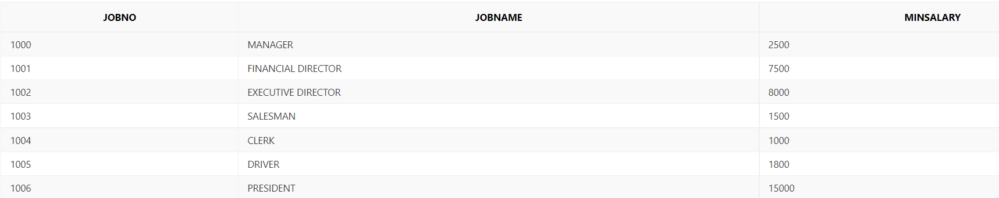 JOBNO JOBNAME MINSALARY
1000 MANAGER 2500
1001 FINANCIAL DIRECTOR 7500
1002 EXECUTIVE DIRECTOR 8000
1003 SALESMAN 1500
1004 CLERK 1000
1005 DRIVER 1800
1006 PRESIDENT 15000